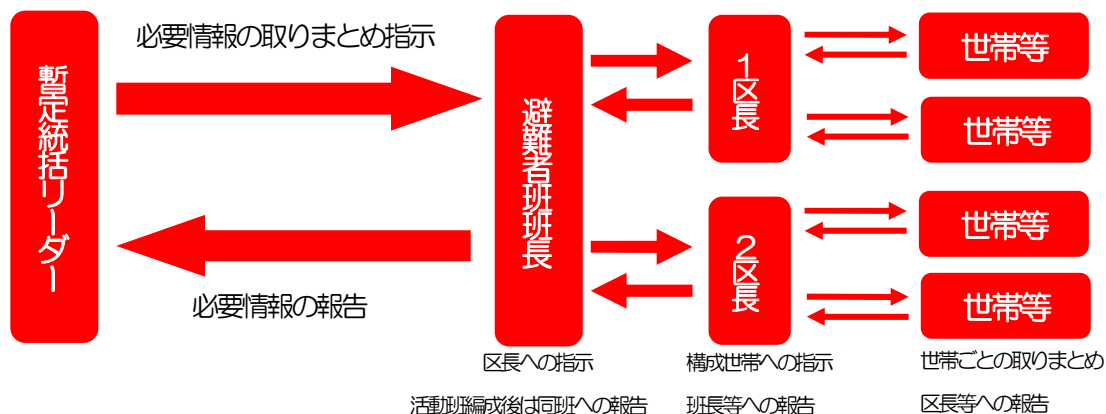 必要情報の取りまとめ指示
暫定統括リーダー
避難者班班長
1区長
世帯等
世帯等
2区長
世帯等
世帯等
必要情報の報告
区長への指示
活動班編成後は同班への報告
構成世帯への指示
班長等への報告
世帯ごとの取りまとめ
区長等への報告